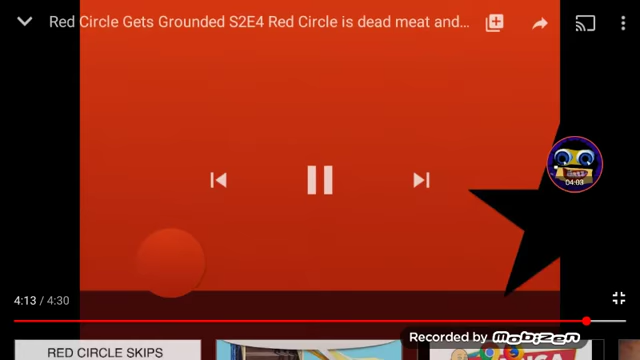 Red Circle Gets Grounded S2E4 Red Circle is dead meat and...
04:03
4:13 / 4:30
Recorded by Mobizen
RED CIRCLE SKIPS